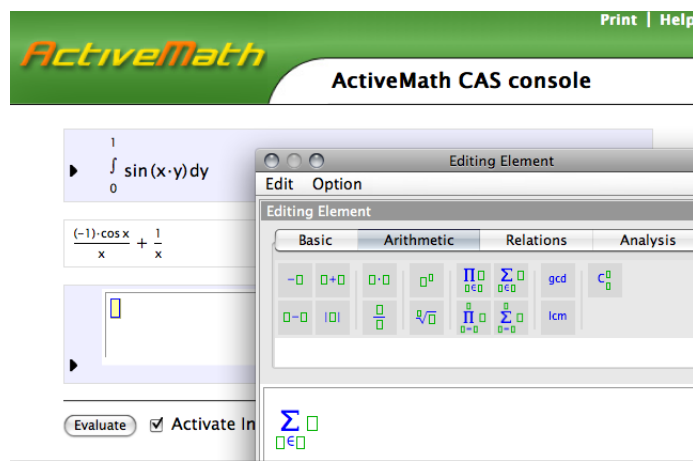 Print | Help
ActiveMath
ActiveMath CAS console
1
∫ sin(x·y)dy
0
Editing Element
Edit Option
Editing Element
Basic Arithmetic Relations Analysis
(-1)·cos x
x
+
1
x
-□ □+□ □·□ □^□ ∏□ □∈□ Σ□ □∈□ gcd C□□
□-□ |□| □/□ □√□ □∏□ □=□ □Σ□ □=□ lcm
Evaluate Activate In
Σ □
□∈□